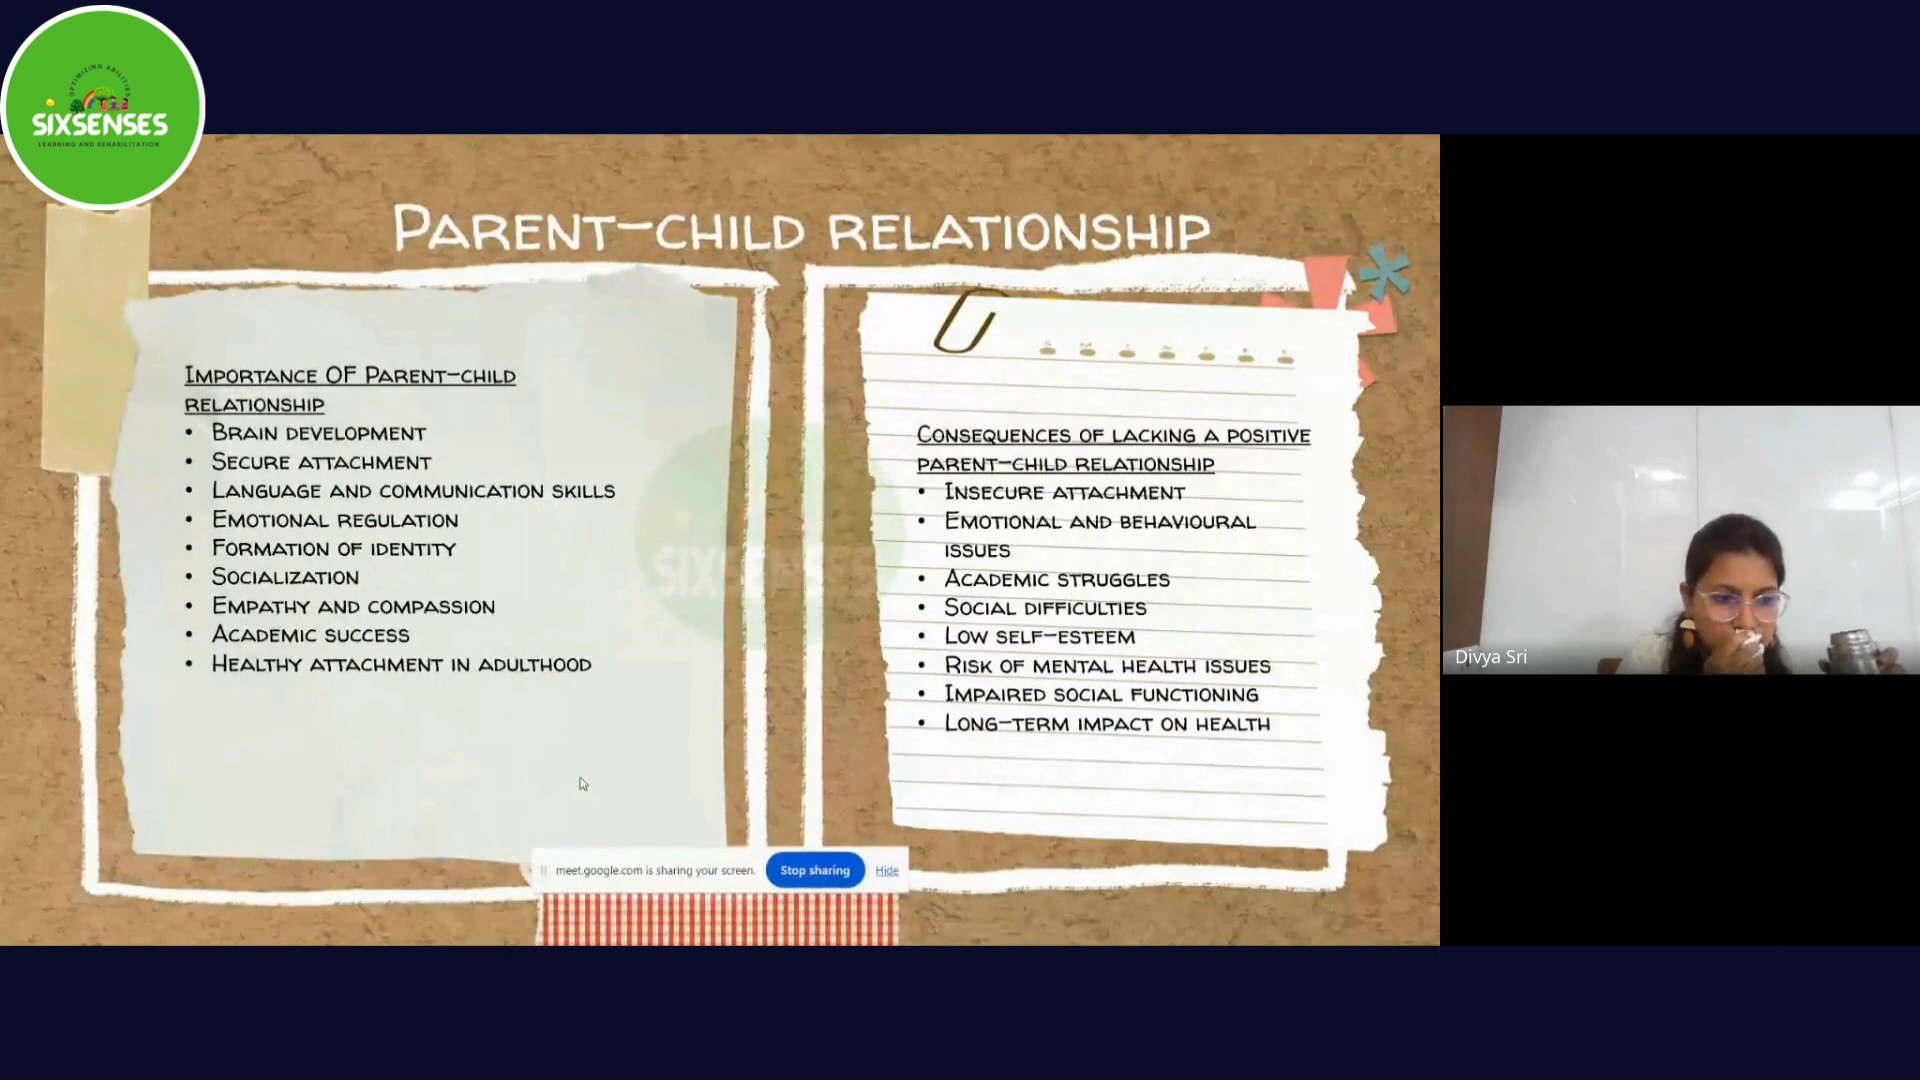 OPTIMIZING ABILITIES
SIXSENSES
LEARNING AND REHABILITATION
PARENT-CHILD RELATIONSHIP
IMPORTANCE OF PARENT-CHILD
RELATIONSHIP
• BRAIN DEVELOPMENT
• SECURE ATTACHMENT
• LANGUAGE AND COMMUNICATION SKILLS
• EMOTIONAL REGULATION
• FORMATION OF IDENTITY
• SOCIALIZATION
• EMPATHY AND COMPASSION
• ACADEMIC SUCCESS
• HEALTHY ATTACHMENT IN ADULTHOOD
SIXSENSES
S M T W T F S
CONSEQUENCES OF LACKING A POSITIVE
PARENT-CHILD RELATIONSHIP
• INSECURE ATTACHMENT
• EMOTIONAL AND BEHAVIOURAL
ISSUES
• ACADEMIC STRUGGLES
• SOCIAL DIFFICULTIES
• LOW SELF-ESTEEM
• RISK OF MENTAL HEALTH ISSUES
• IMPAIRED SOCIAL FUNCTIONING
• LONG-TERM IMPACT ON HEALTH
meet.google.com is sharing your screen.
Stop sharing
Hide
Divya Sri